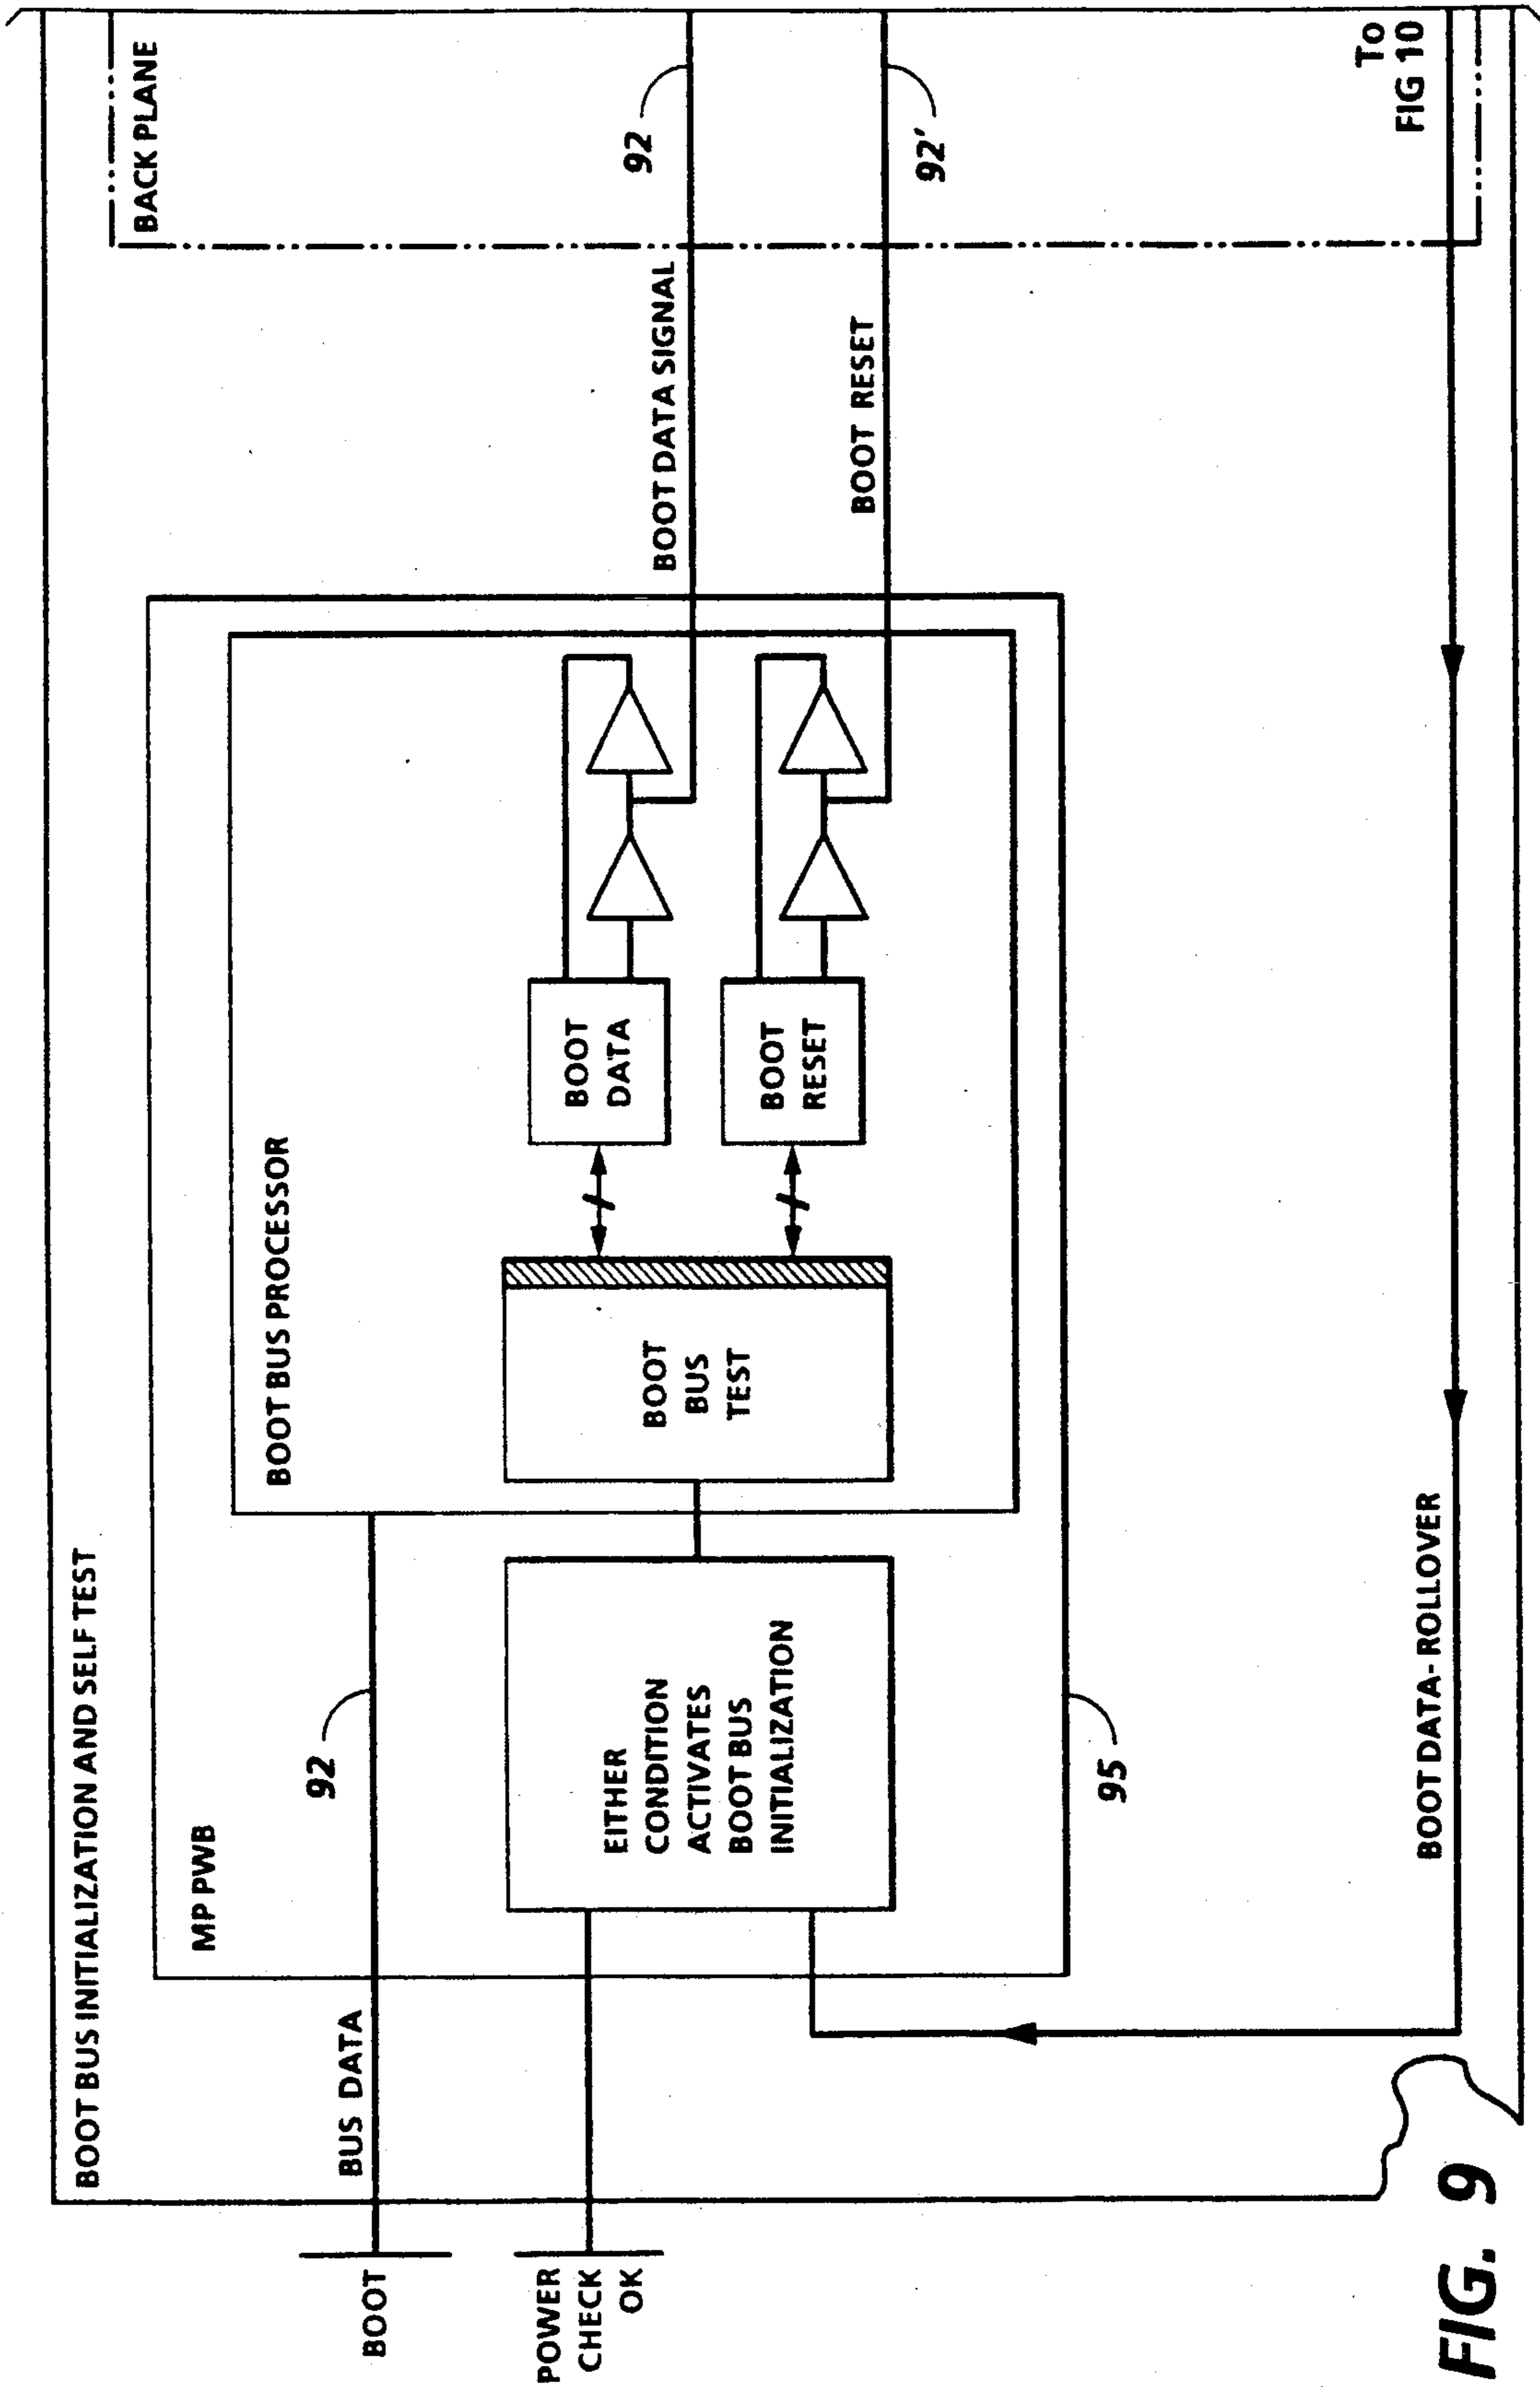 BOOT BUS INITIALIZATION AND SELF TEST
BACK PLANE
MP PWB
BOOT BUS PROCESSOR
BOOT
BUS DATA
92
POWER
CHECK
OK
EITHER
CONDITION
ACTIVATES
BOOT BUS
INITIALIZATION
BOOT
BUS
TEST
BOOT
DATA
BOOT
RESET
BOOT DATA SIGNAL
92
BOOT RESET
92'
95
BOOT DATA-ROLLOVER
To
FIG 10
FIG. 9